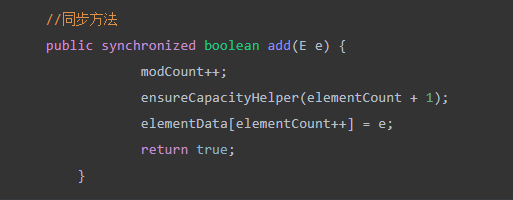 //同步方法
public synchronized boolean add(E e) {
modCount++;
ensureCapacityHelper(elementCount + 1);
elementData[elementCount++] = e;
return true;
}